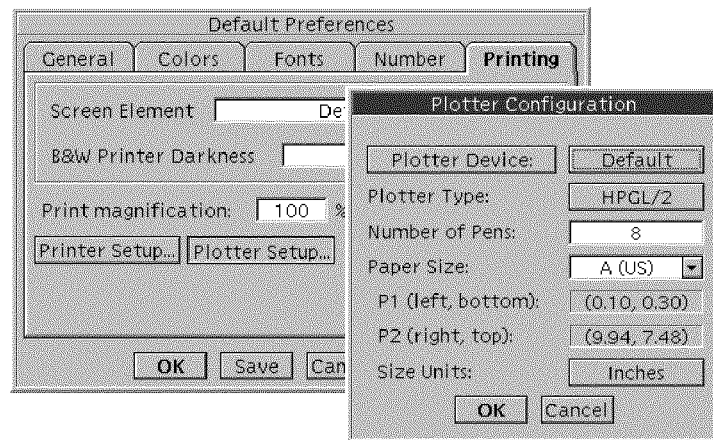 Default Preferences
General Colors Fonts Number Printing
Screen Element
B&W Printer Darkness
Print magnification: 100 %
Printer Setup... Plotter Setup...
OK Save
Plotter Configuration
Plotter Device: Default
Plotter Type: HPGL/2
Number of Pens: 8
Paper Size: A (US)
P1 (left, bottom): (0.10, 0.30)
P2 (right, top): (9.94, 7.48)
Size Units: Inches
OK Cancel